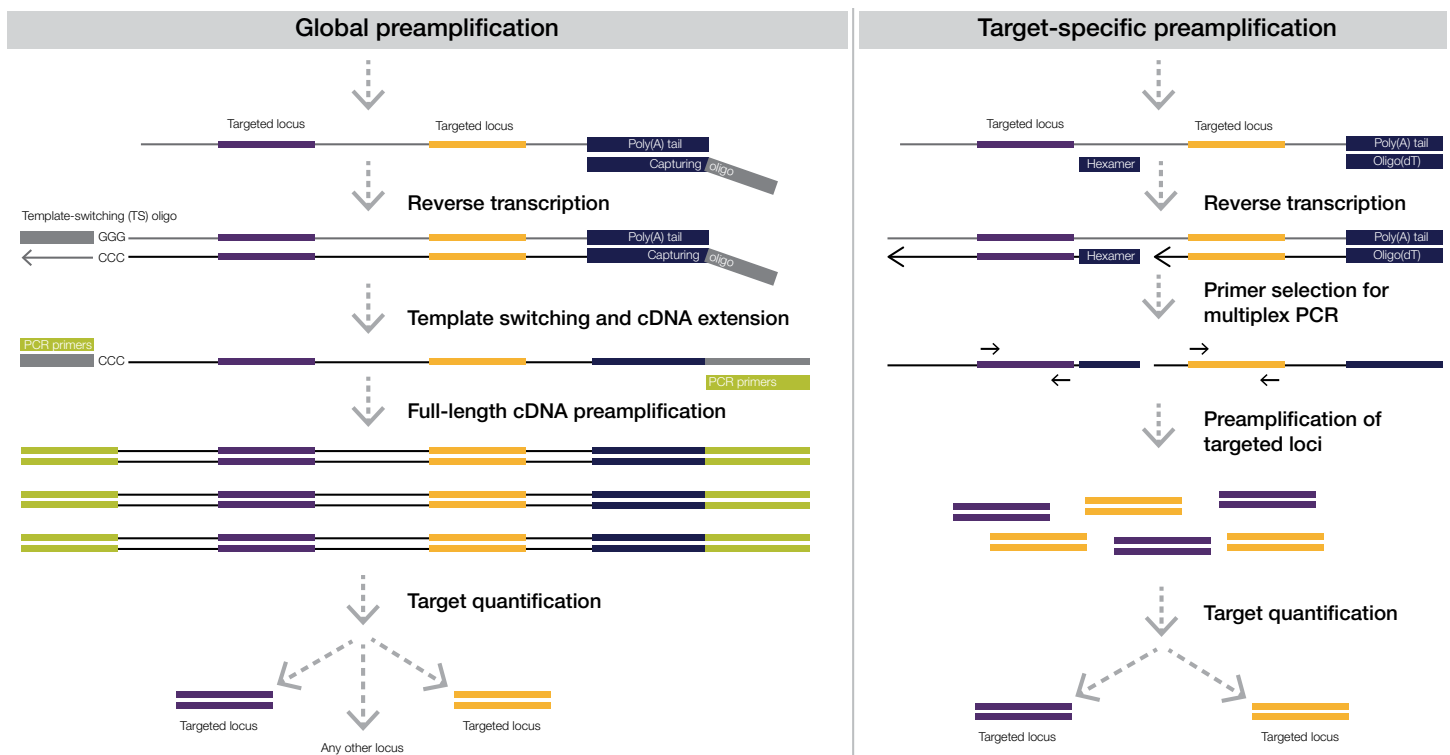 Global preamplification
Targeted locus
Targeted locus
Poly(A) tail
Capturing oligo
Reverse transcription
Template-switching (TS) oligo
GGG
Poly(A) tail
CCC
Capturing oligo
Template switching and cDNA extension
PCR primers
CCC
PCR primers
Full-length cDNA preamplification
Target quantification
Targeted locus
Targeted locus
Any other locus
Target-specific preamplification
Targeted locus
Targeted locus
Poly(A) tail
Hexamer
Oligo(dT)
Reverse transcription
Poly(A) tail
Hexamer
Oligo(dT)
Primer selection for
multiplex PCR
Preamplification of
targeted loci
Target quantification
Targeted locus
Targeted locus